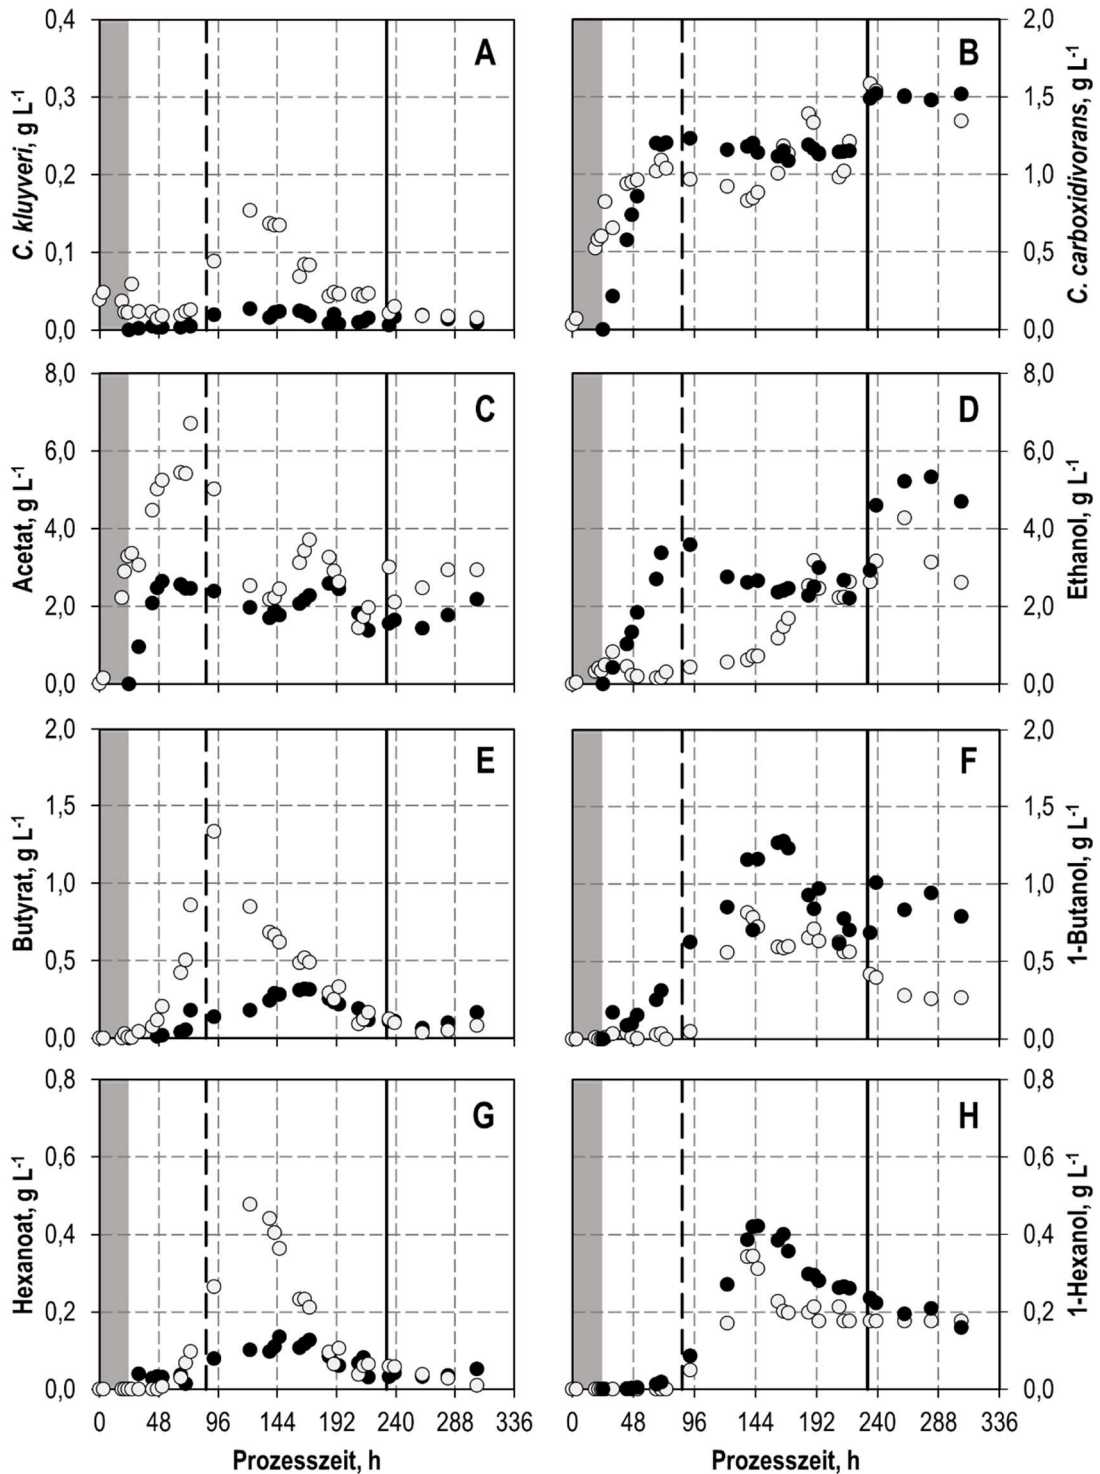 0,4
0,3
0,2
0,1
0,0
C. kluyveri, g L-1
A
2,0
1,5
1,0
0,5
0,0
C. carboxidivorans, g L-1
B
8,0
6,0
4,0
2,0
0,0
Acetat, g L-1
C
8,0
6,0
4,0
2,0
0,0
Ethanol, g L-1
D
2,0
1,5
1,0
0,5
0,0
Butyrat, g L-1
E
2,0
1,5
1,0
0,5
0,0
1-Butanol, g L-1
F
0,8
0,6
0,4
0,2
0,0
Hexanoat, g L-1
G
0,8
0,6
0,4
0,2
0,0
1-Hexanol, g L-1
H
0 48 96 144 192 240 288 336
Prozesszeit, h
0 48 96 144 192 240 288 336
Prozesszeit, h